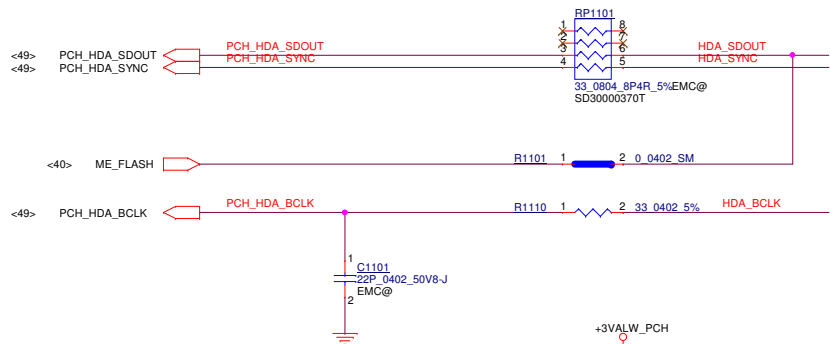 RP1101
1 8
2 7
<49> PCH_HDA_SDOUT PCH_HDA_SDOUT 3 6 HDA_SDOUT
<49> PCH_HDA_SYNC PCH_HDA_SYNC 4 5 HDA_SYNC
33_0804_8P4R_5% EMC@
SD30000370T
<40> ME_FLASH R1101 1 2 0_0402_SM
<49> PCH_HDA_BCLK PCH_HDA_BCLK R1110 1 2 33_0402_5% HDA_BCLK
1
C1101
22P_0402_50V8-J
EMC@
2
+3VALW_PCH